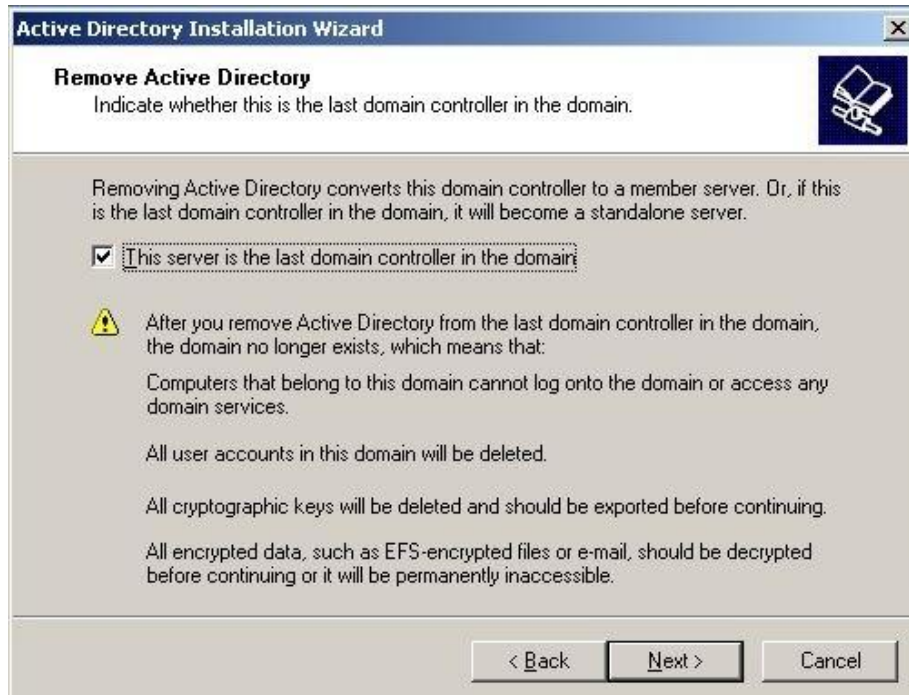 Active Directory Installation Wizard
Remove Active Directory
Indicate whether this is the last domain controller in the domain.
Removing Active Directory converts this domain controller to a member server. Or, if this
is the last domain controller in the domain, it will become a standalone server.
This server is the last domain controller in the domain
After you remove Active Directory from the last domain controller in the domain,
the domain no longer exists, which means that:
Computers that belong to this domain cannot log onto the domain or access any
domain services.
All user accounts in this domain will be deleted.
All cryptographic keys will be deleted and should be exported before continuing.
All encrypted data, such as EFS-encrypted files or e-mail, should be decrypted
before continuing or it will be permanently inaccessible.
< Back Next > Cancel